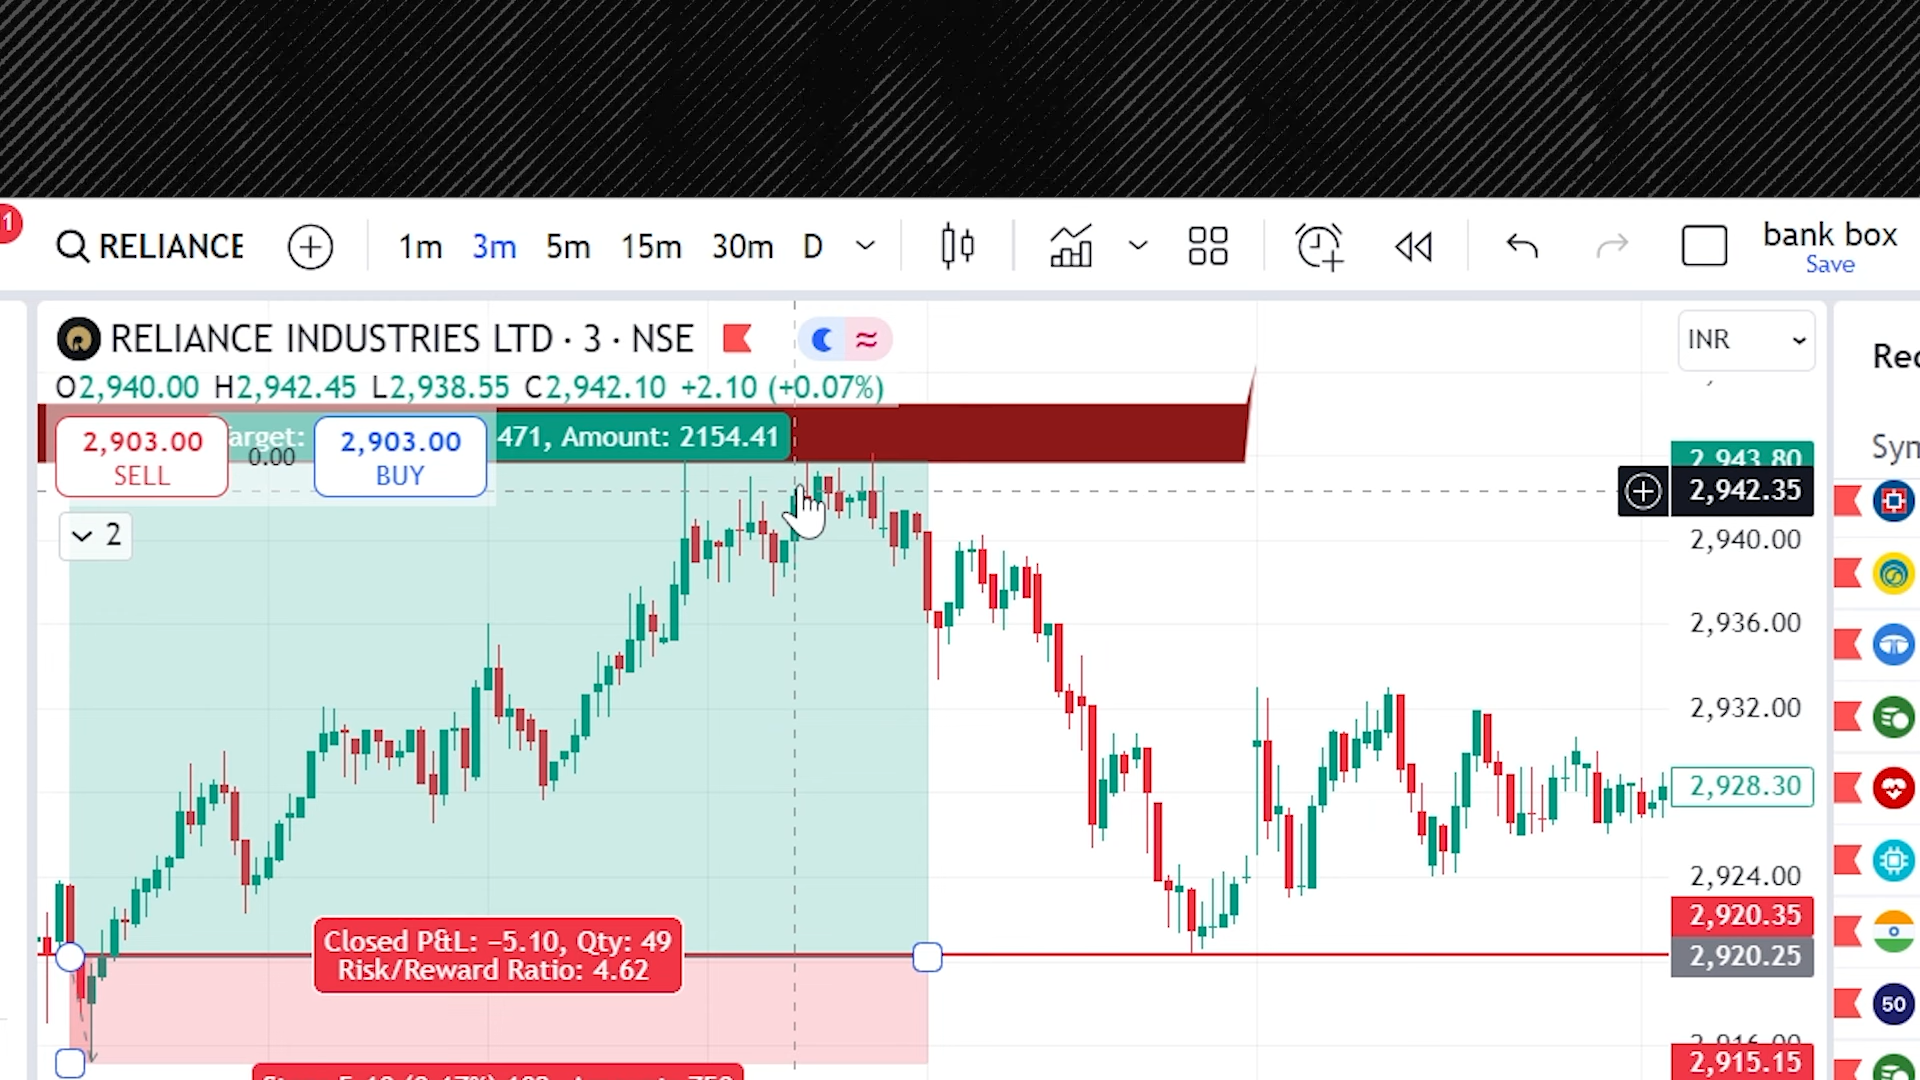 1
RELIANCE
1m 3m 5m 15m 30m D
bank box
Save
RELIANCE INDUSTRIES LTD · 3 · NSE
INR
O2,940.00 H2,942.45 L2,938.55 C2,942.10 +2.10 (+0.07%)
2,903.00
SELL
0.00
2,903.00
BUY
471, Amount: 2154.41
2
2,943.80
2,942.35
2,940.00
2,936.00
2,932.00
2,928.30
2,924.00
2,920.35
2,920.25
2,915.15
Closed P&L: −5.10, Qty: 49
Risk/Reward Ratio: 4.62
50